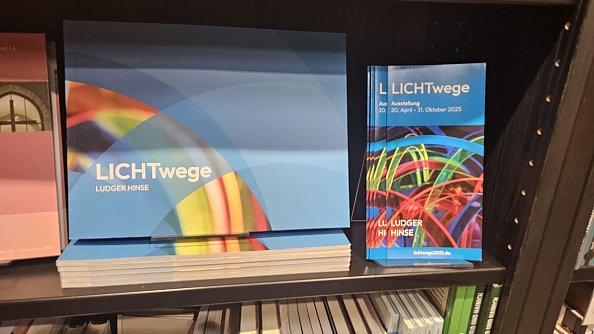 LICHTwege
LUDGER HINSE
LICHTwege
Ausstellung
20. April – 31. Oktober 2025
LUDGER
HINSE
lichtwege2025.de